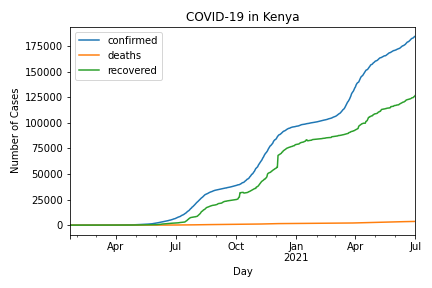 COVID-19 in Kenya
confirmed
deaths
recovered
Number of Cases
175000
150000
125000
100000
75000
50000
25000
0
Apr
Jul
Oct
Jan
2021
Apr
Jul
Day